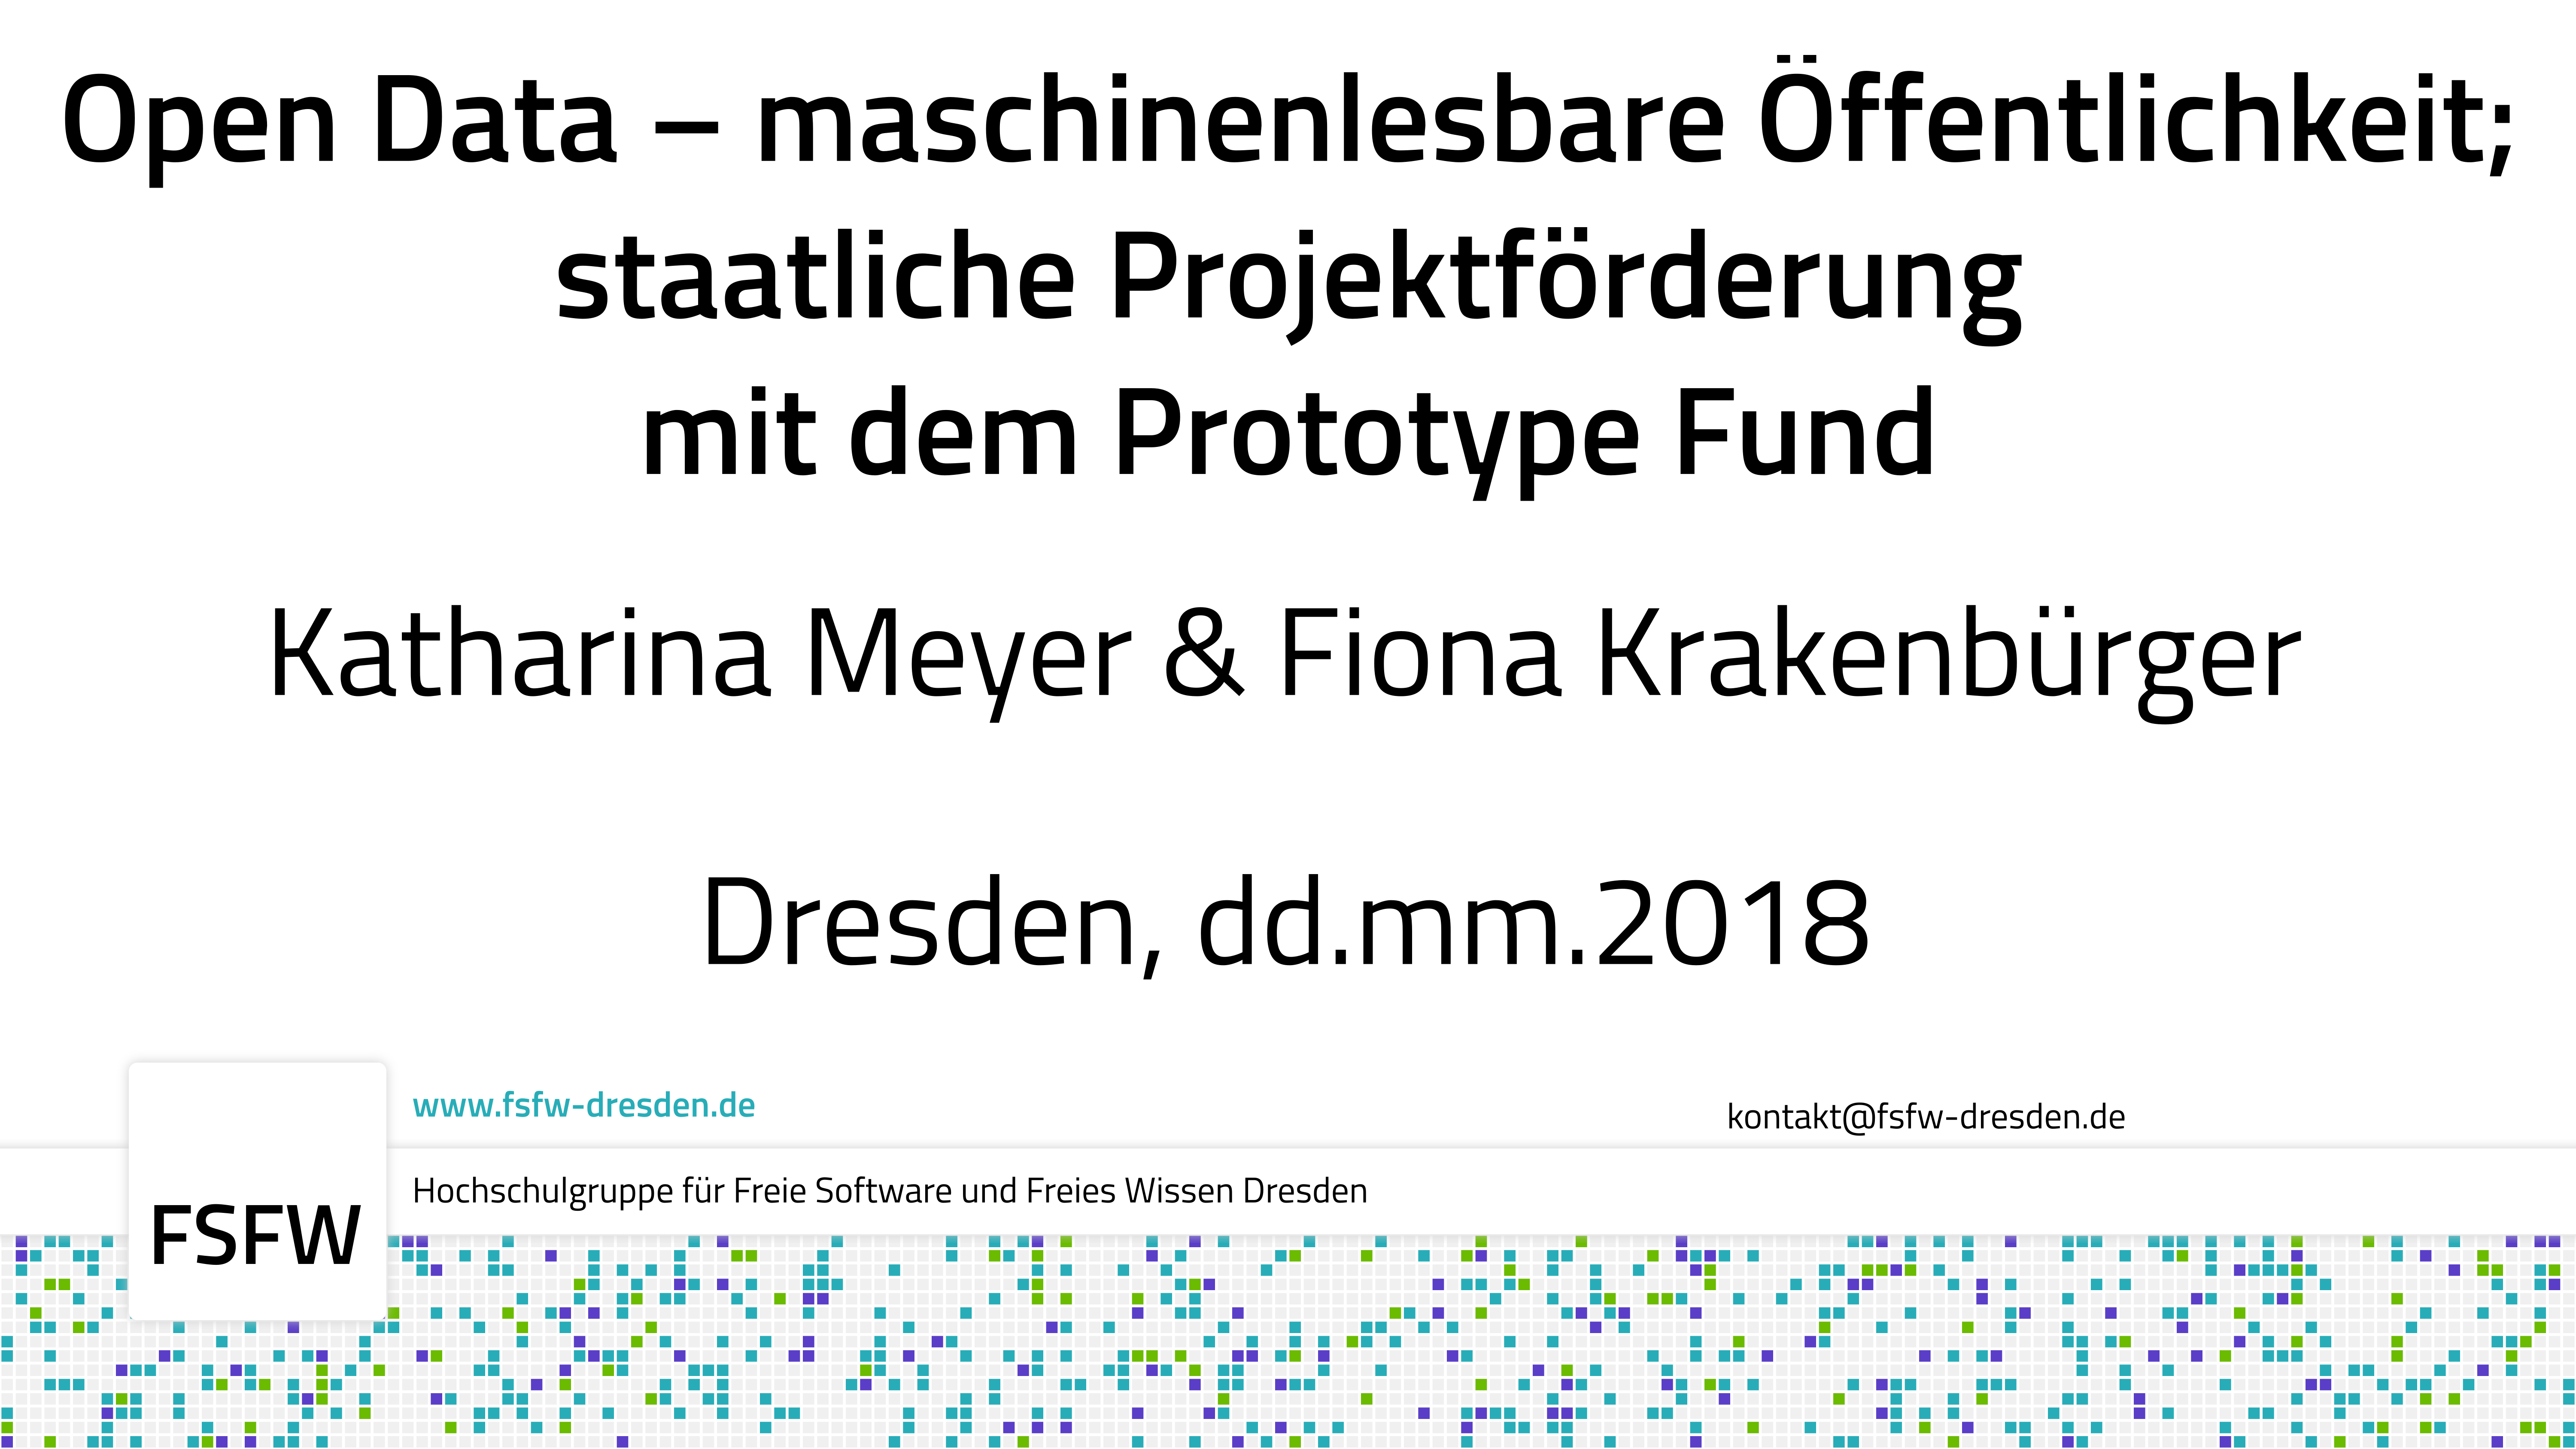 Open Data – maschinenlesbare Öffentlichkeit;
staatliche Projektförderung
mit dem Prototype Fund
Katharina Meyer & Fiona Krakenbürger
Dresden, dd.mm.2018
www.fsfw-dresden.de
kontakt@fsfw-dresden.de
Hochschulgruppe für Freie Software und Freies Wissen Dresden
FSFW